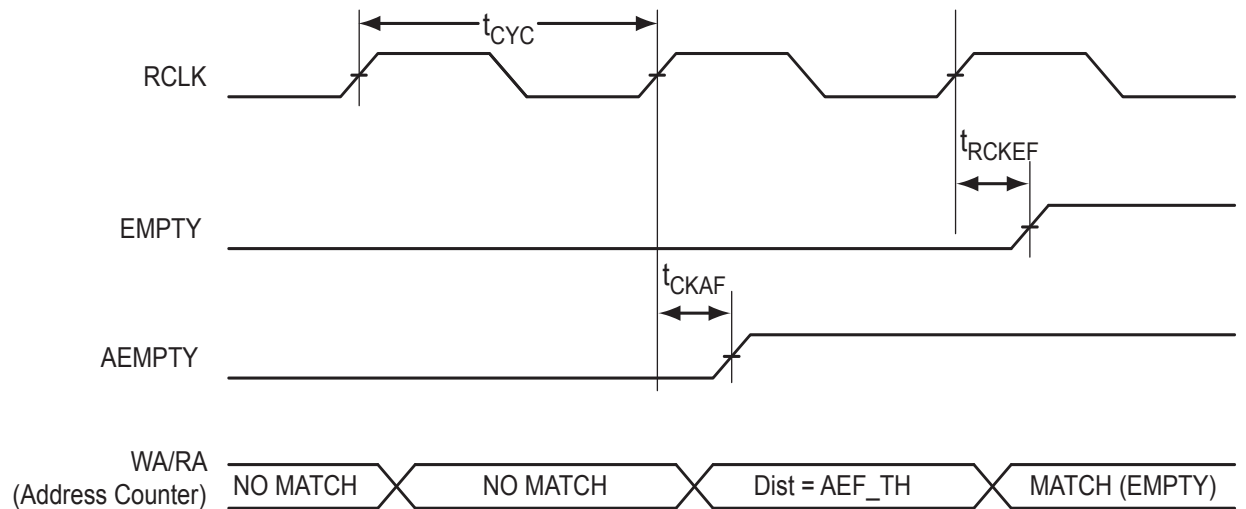 tCYC
RCLK
tRCKEF
EMPTY
tCKAF
AEMPTY
WA/RA
(Address Counter)
NO MATCH
NO MATCH
Dist = AEF_TH
MATCH (EMPTY)